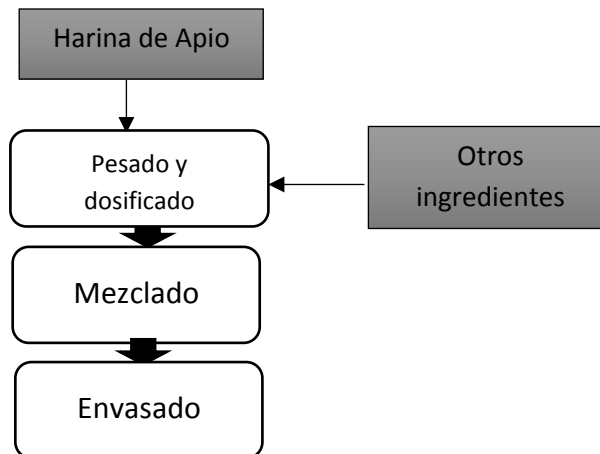 Harina de Apio
Pesado y
dosificado
Otros
ingredientes
Mezclado
Envasado